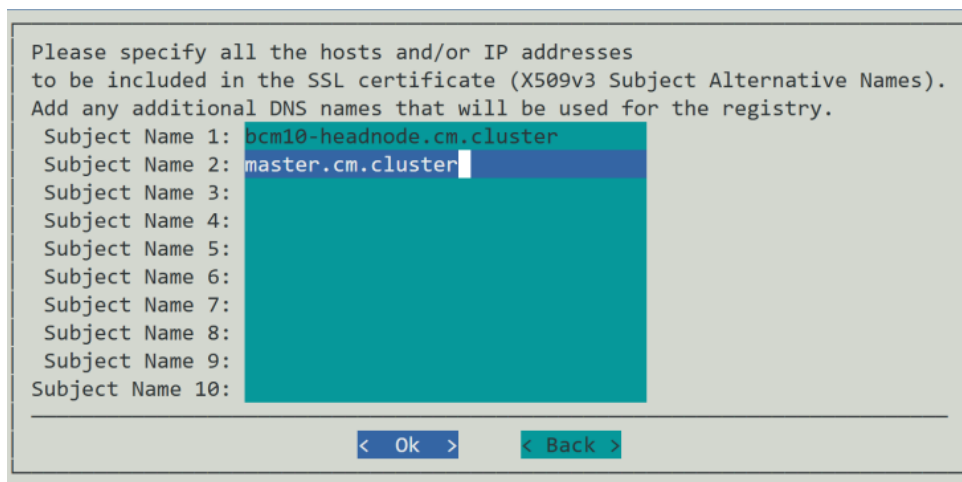 Please specify all the hosts and/or IP addresses
to be included in the SSL certificate (X509v3 Subject Alternative Names).
Add any additional DNS names that will be used for the registry.
Subject Name 1: bcm10-headnode.cm.cluster
Subject Name 2: master.cm.cluster
Subject Name 3:
Subject Name 4:
Subject Name 5:
Subject Name 6:
Subject Name 7:
Subject Name 8:
Subject Name 9:
Subject Name 10:
< Ok > < Back >